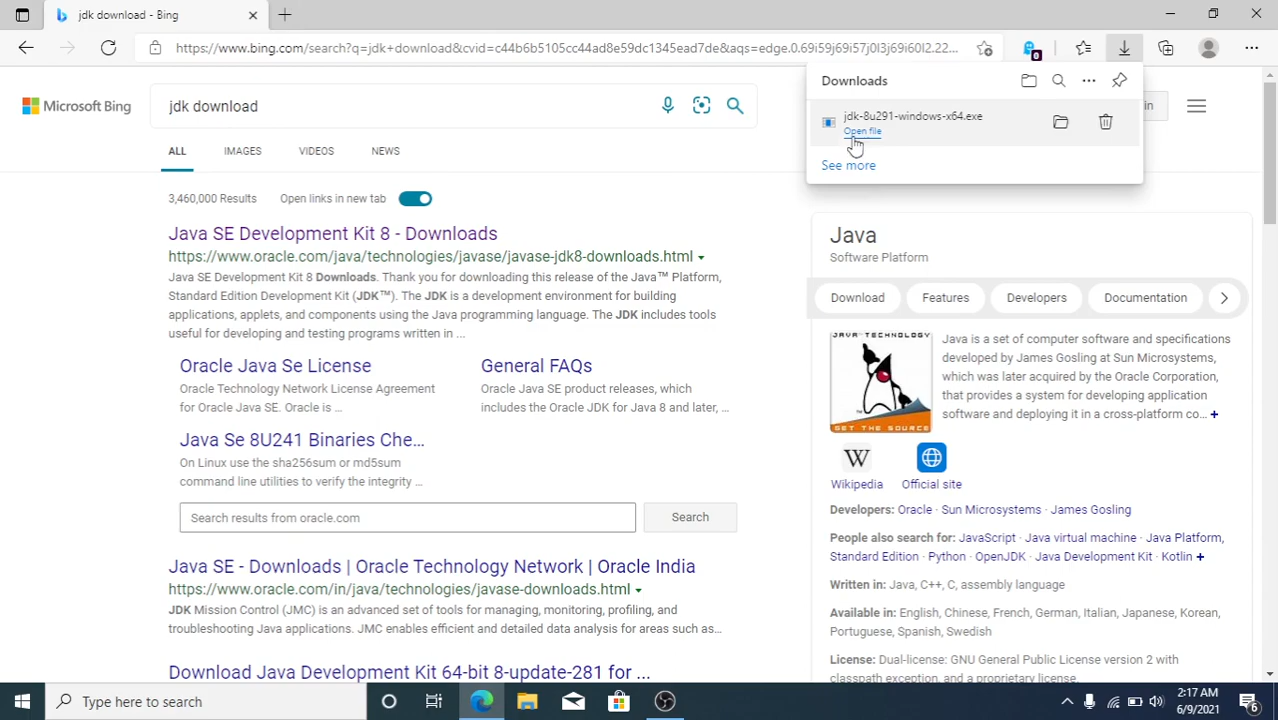 jdk download - Bing
https://www.bing.com/search?q=jdk+download&cvid=c44b6b5105cc44ad8e59dc1345ead7de&aqs=edge.0.69i59j69i57j0l3j69i60l2.22...
0
Downloads
jdk-8u291-windows-x64.exe
Open file
See more
Microsoft Bing
jdk download
in
ALL
IMAGES
VIDEOS
NEWS
3,460,000 Results
Open links in new tab
Java SE Development Kit 8 - Downloads
https://www.oracle.com/java/technologies/javase/javase-jdk8-downloads.html
Java SE Development Kit 8 Downloads. Thank you for downloading this release of the Java™ Platform,
Standard Edition Development Kit (JDK™). The JDK is a development environment for building
applications, applets, and components using the Java programming language. The JDK includes tools
useful for developing and testing programs written in ...
Oracle Java Se License
Oracle Technology Network License Agreement
for Oracle Java SE. Oracle is ...
General FAQs
Oracle Java SE product releases, which
includes the Oracle JDK for Java 8 and later, ...
Java Se 8U241 Binaries Che...
On Linux use the sha256sum or md5sum
command line utilities to verify the integrity ...
Search results from oracle.com
Search
Java SE - Downloads | Oracle Technology Network | Oracle India
https://www.oracle.com/in/java/technologies/javase-downloads.html
JDK Mission Control (JMC) is an advanced set of tools for managing, monitoring, profiling, and
troubleshooting Java applications. JMC enables efficient and detailed data analysis for areas such as...
Download Java Development Kit 64-bit 8-update-281 for ...
Java
Software Platform
Download
Features
Developers
Documentation
JAVA TECHNOLOGY
GET THE SOURCE
Java is a set of computer software and specifications
developed by James Gosling at Sun Microsystems,
which was later acquired by the Oracle Corporation,
that provides a system for developing application
software and deploying it in a cross-platform co... +
W
Wikipedia
Official site
Developers: Oracle · Sun Microsystems · James Gosling
People also search for: JavaScript · Java virtual machine · Java Platform,
Standard Edition · Python · OpenJDK · Java Development Kit · Kotlin +
Written in: Java, C++, C, assembly language
Available in: English, Chinese, French, German, Italian, Japanese, Korean,
Portuguese, Spanish, Swedish
License: Dual-license: GNU General Public License version 2 with
classpath exception, and a proprietary license.
Type here to search
2:17 AM
6/9/2021
6